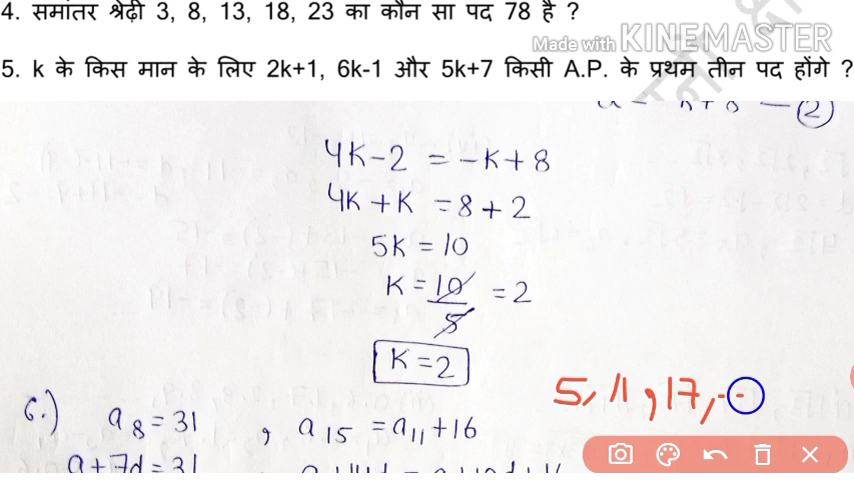 4. समांतर श्रेढ़ी 3, 8, 13, 18, 23 का कौन सा पद 78 है ?
Made with KINEMASTER
5. k के किस मान के लिए 2k+1, 6k-1 और 5k+7 किसी A.P. के प्रथम तीन पद होंगे ?
4K-2 = -K+8
4K+K = 8+2
5K = 10
K = 10/5 = 2
K = 2
5, 11, 17, --
6.) a8 = 31, a15 = a11 + 16
a+7d = 31